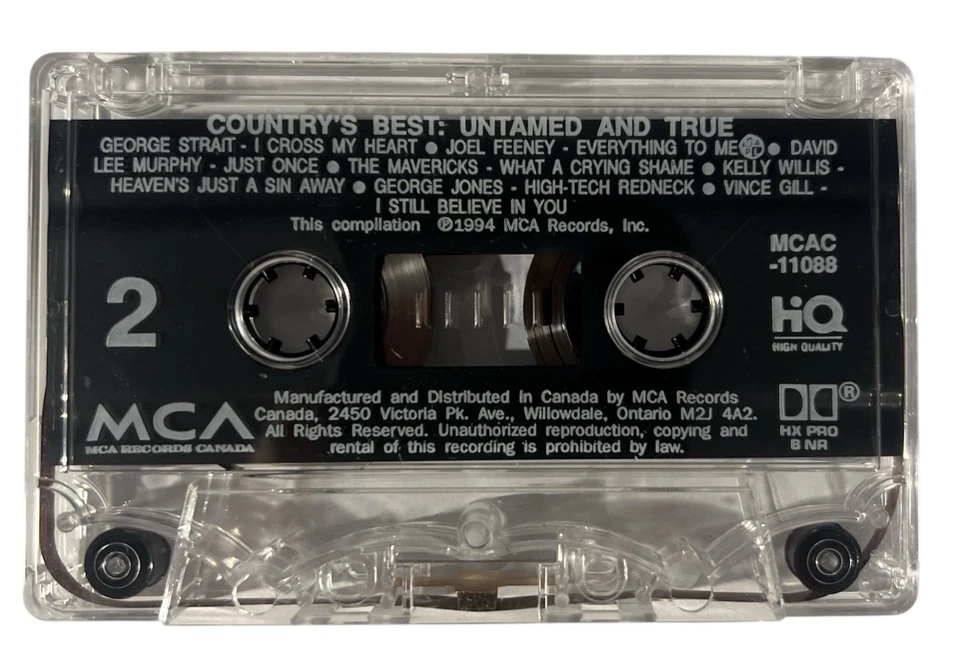 COUNTRY'S BEST: UNTAMED AND TRUE
GEORGE STRAIT - I CROSS MY HEART ● JOEL FEENEY - EVERYTHING TO ME ● DAVID
LEE MURPHY - JUST ONCE ● THE MAVERICKS - WHAT A CRYING SHAME ● KELLY WILLIS -
HEAVEN'S JUST A SIN AWAY ● GEORGE JONES - HIGH-TECH REDNECK ● VINCE GILL -
I STILL BELIEVE IN YOU
This compilation ℗1994 MCA Records, Inc.
MCAC
-11088
2
HiQ
HIGH QUALITY
Manufactured and Distributed in Canada by MCA Records
Canada, 2450 Victoria Pk. Ave., Willowdale, Ontario M2J 4A2.
All Rights Reserved. Unauthorized reproduction, copying and
rental of this recording is prohibited by law.
MCA
MCA RECORDS CANADA
®
HX PRO
B NR